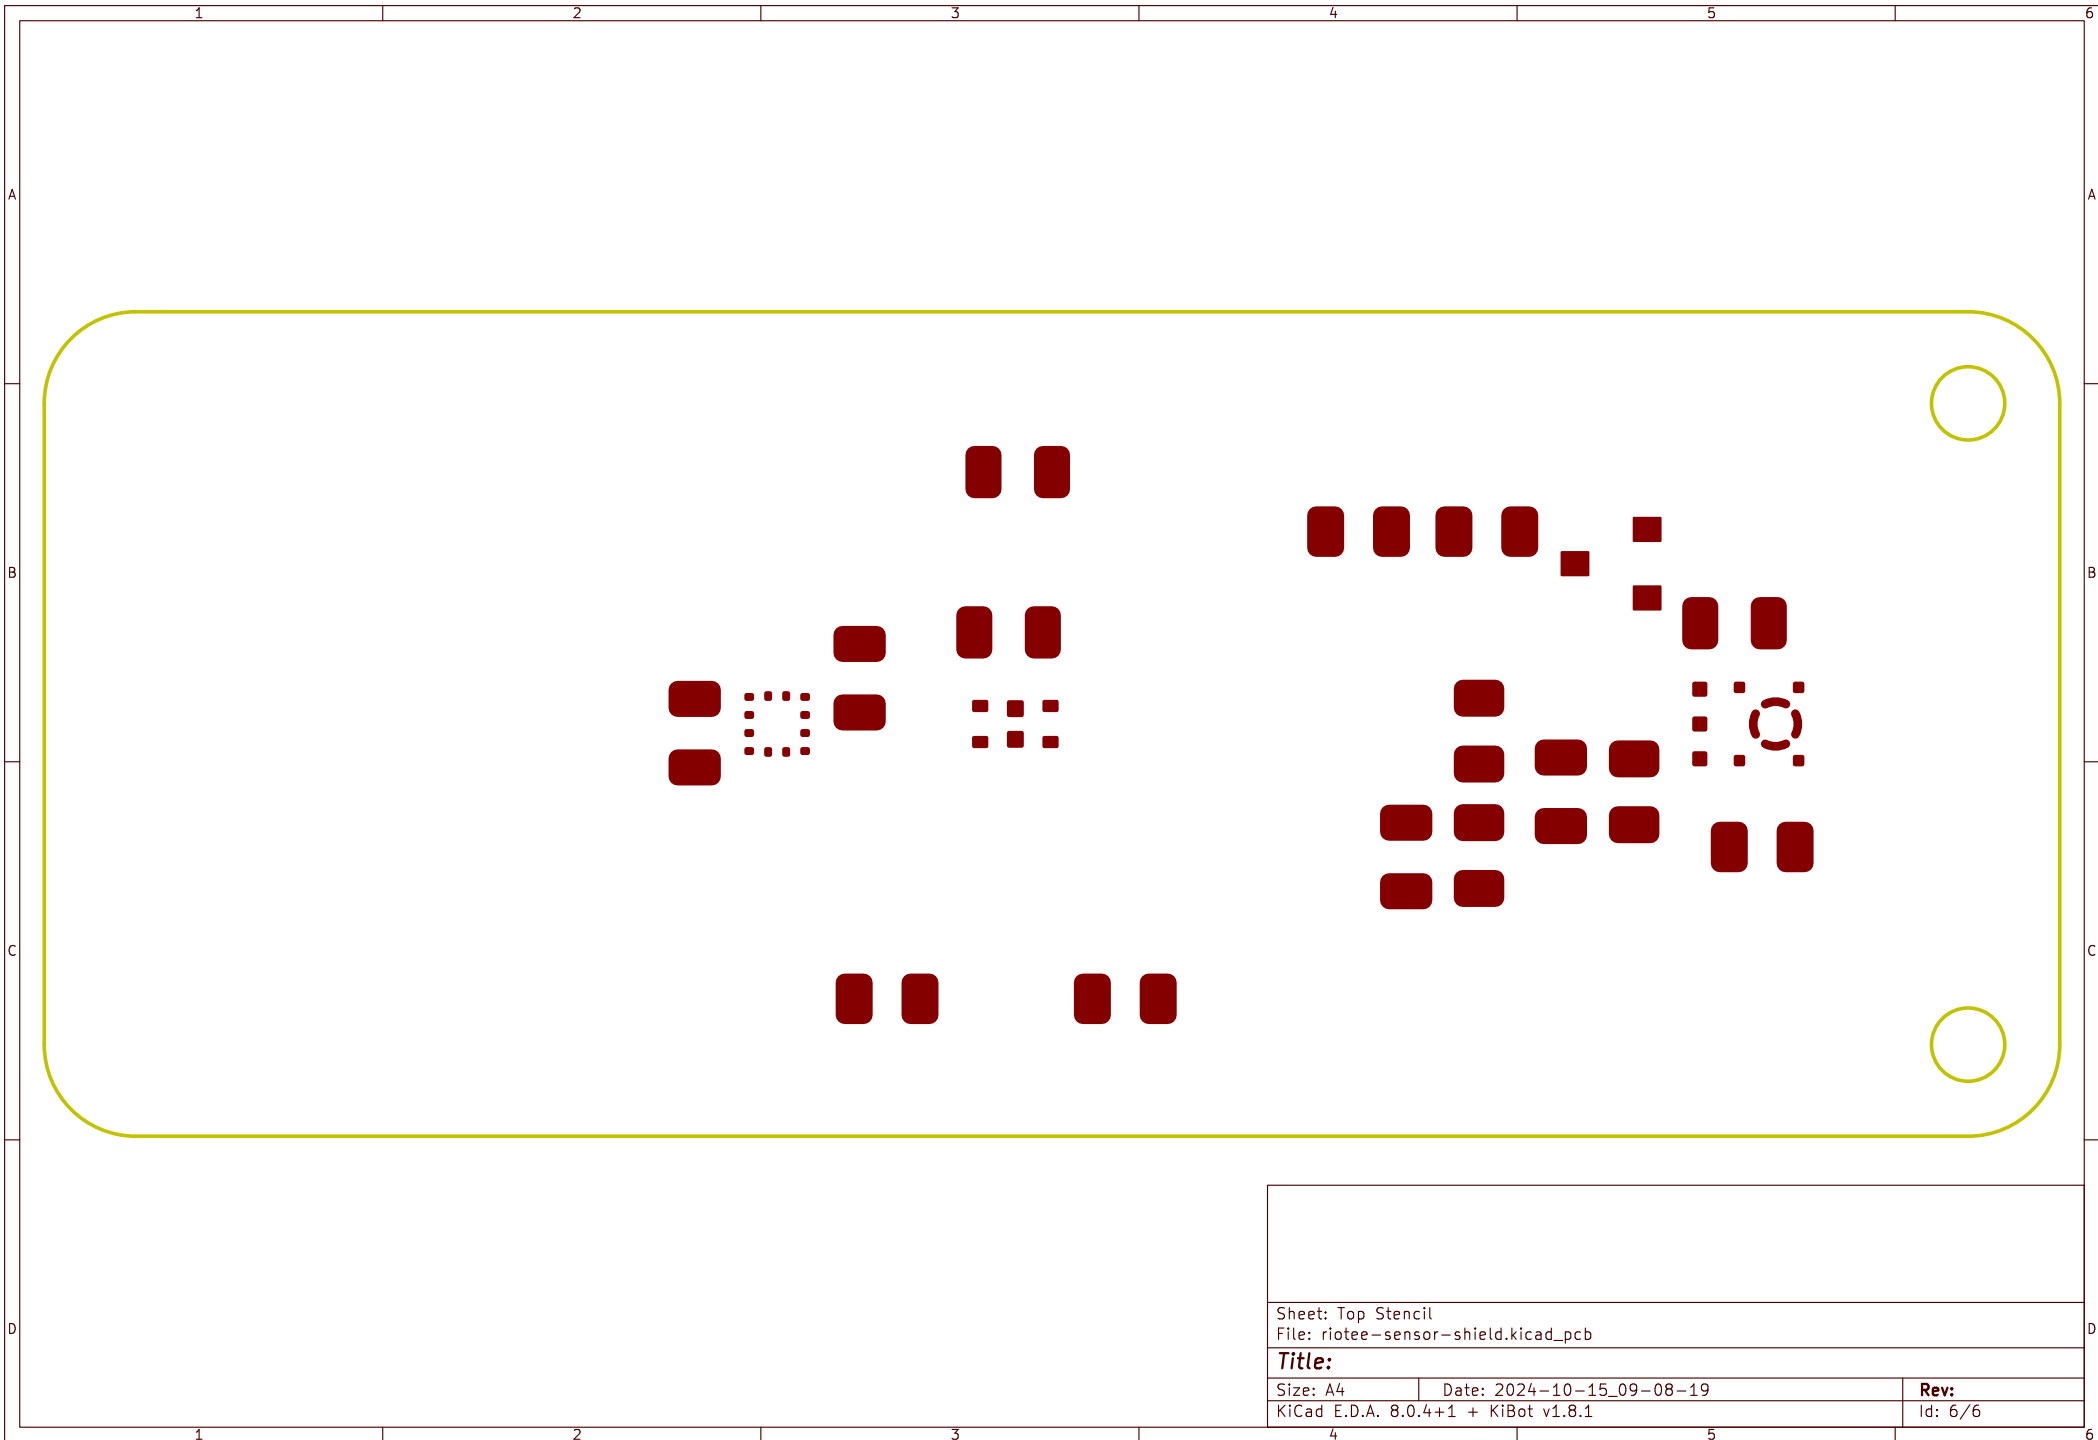 1 2 3 4 5 6
A A
B B
C C
Sheet: Top Stencil
D File: riotee-sensor-shield.kicad_pcb D
Title:
Size: A4 Date: 2024-10-15_09-08-19 Rev:
KiCad E.D.A. 8.0.4+1 + KiBot v1.8.1 Id: 6/6
1 2 3 4 5 6